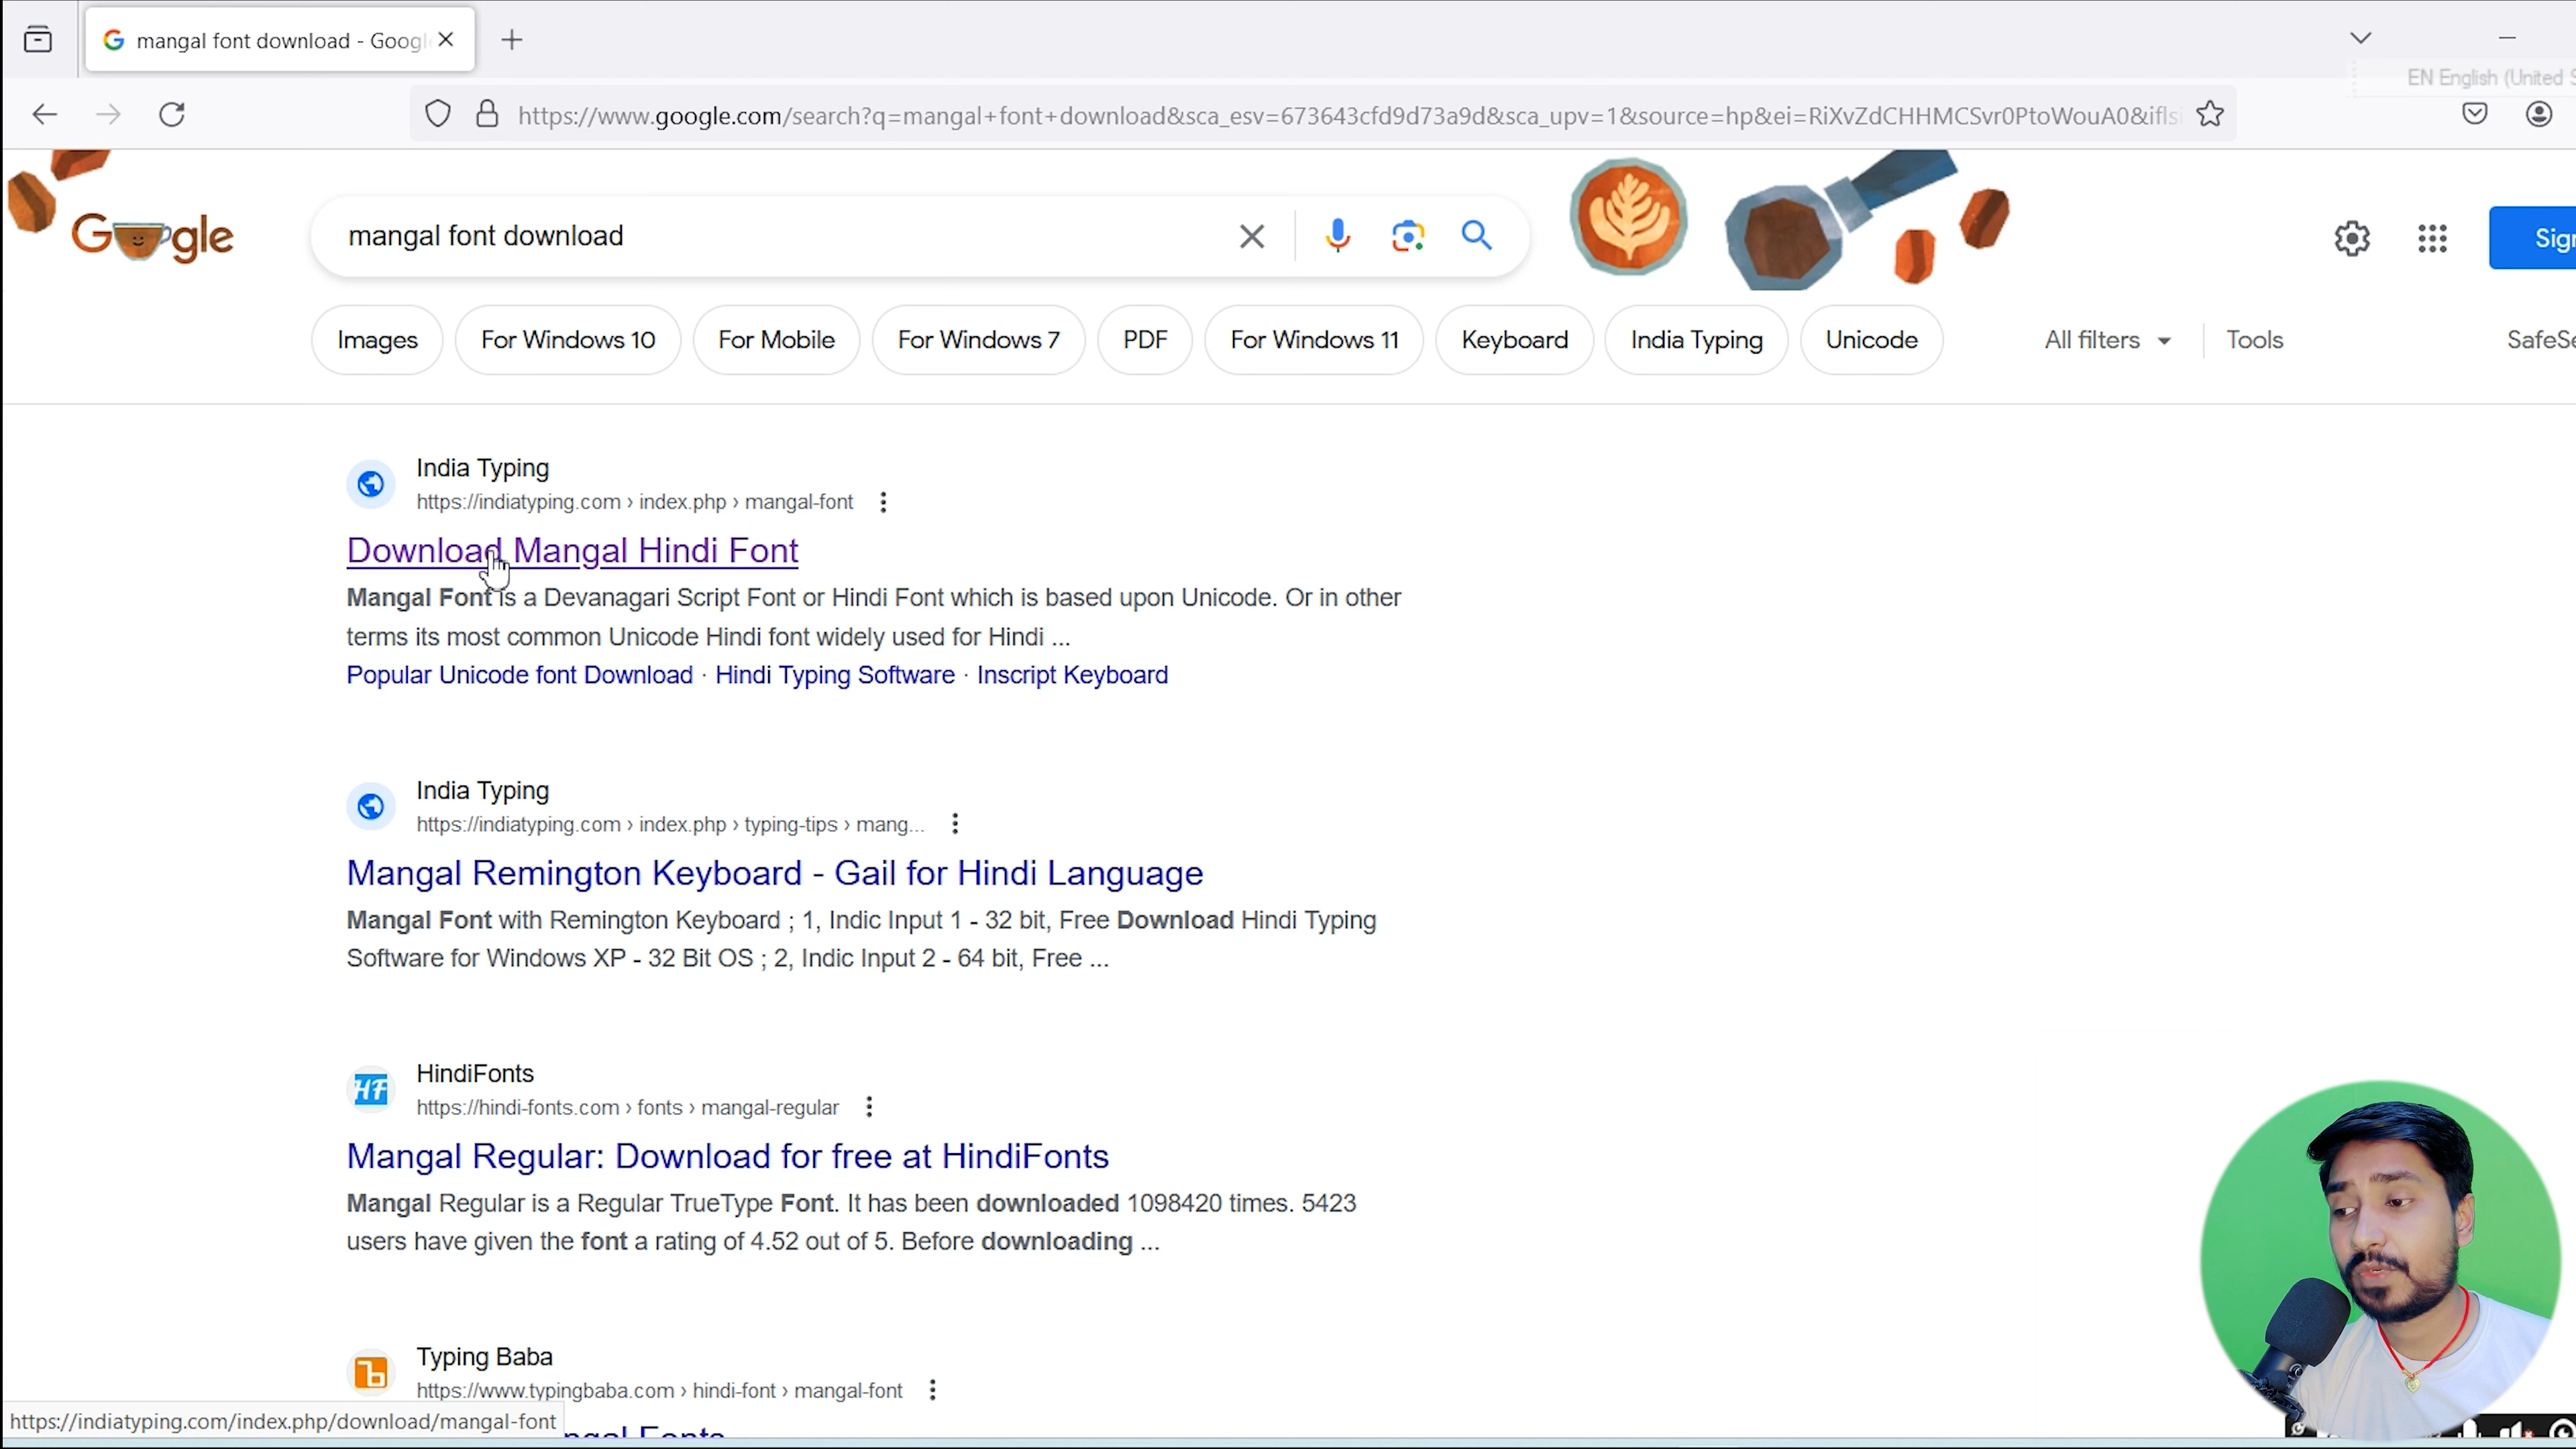 mangal font download - Googl
EN English (United S
https://www.google.com/search?q=mangal+font+download&sca_esv=673643cfd9d73a9d&sca_upv=1&source=hp&ei=RiXvZdCHHMCSvr0PtoWouA0&iflsi
Google
mangal font download
Sign
Images For Windows 10 For Mobile For Windows 7 PDF For Windows 11 Keyboard India Typing Unicode All filters Tools SafeSe
India Typing
https://indiatyping.com › index.php › mangal-font
Download Mangal Hindi Font
Mangal Font is a Devanagari Script Font or Hindi Font which is based upon Unicode. Or in other
terms its most common Unicode Hindi font widely used for Hindi ...
Popular Unicode font Download · Hindi Typing Software · Inscript Keyboard
India Typing
https://indiatyping.com › index.php › typing-tips › mang...
Mangal Remington Keyboard - Gail for Hindi Language
Mangal Font with Remington Keyboard ; 1, Indic Input 1 - 32 bit, Free Download Hindi Typing
Software for Windows XP - 32 Bit OS ; 2, Indic Input 2 - 64 bit, Free ...
HF
HindiFonts
https://hindi-fonts.com › fonts › mangal-regular
Mangal Regular: Download for free at HindiFonts
Mangal Regular is a Regular TrueType Font. It has been downloaded 1098420 times. 5423
users have given the font a rating of 4.52 out of 5. Before downloading ...
Typing Baba
https://www.typingbaba.com › hindi-font › mangal-font
https://indiatyping.com/index.php/download/mangal-font
ngal Fonts